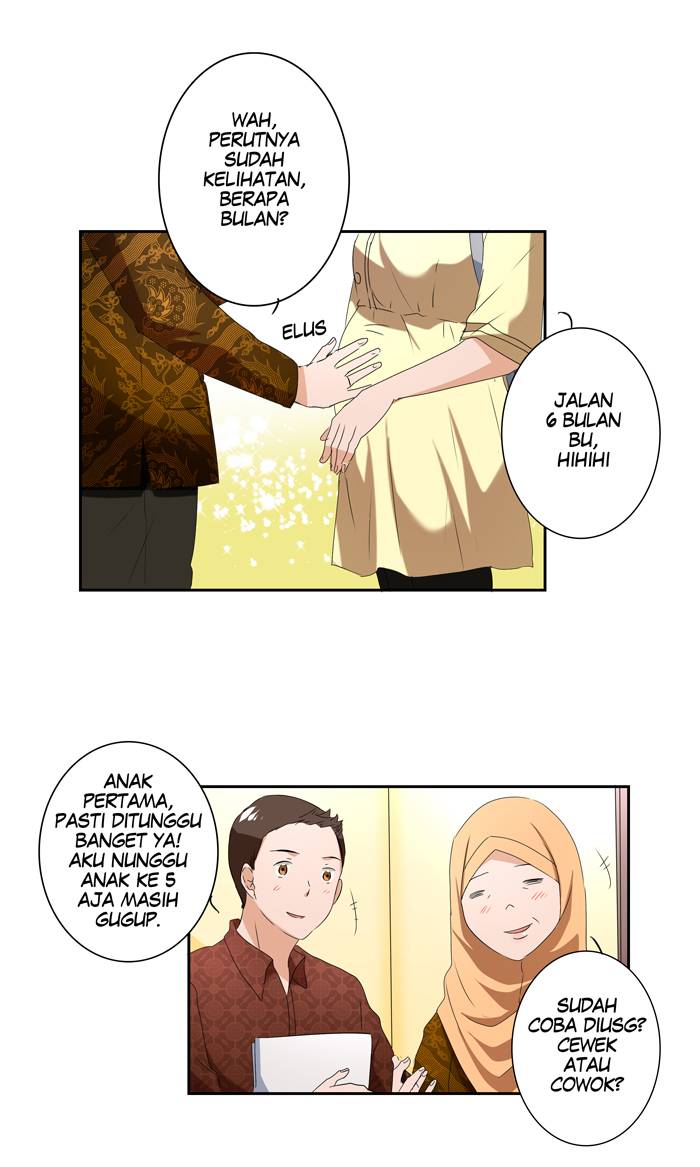 WAH,
PERUTNYA
SUDAH
KELIHATAN,
BERAPA
BULAN?
ELUS
JALAN
6 BULAN
BU,
HIHIHI
ANAK
PERTAMA,
PASTI DITUNGGU
BANGET YA!
AKU NUNGGU
ANAK KE 5
AJA MASIH
GUGUP.
SUDAH
COBA DIUSG?
CEWEK
ATAU
COWOK?